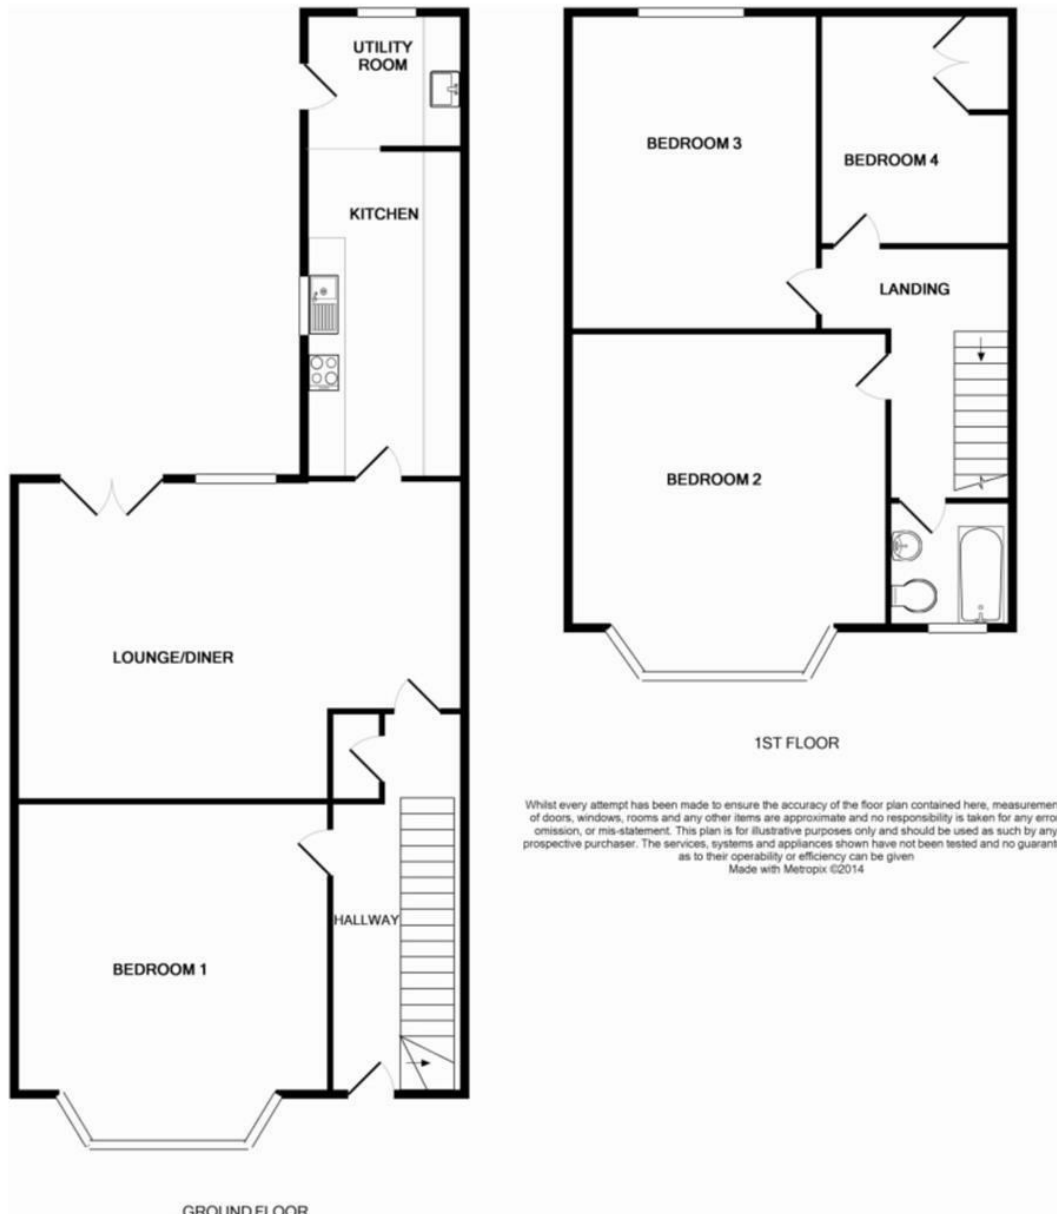 UTILITY
ROOM
KITCHEN
LOUNGE/DINER
HALLWAY
BEDROOM 1
GROUND FLOOR
BEDROOM 3
BEDROOM 4
LANDING
BEDROOM 2
1ST FLOOR
Whilst every attempt has been made to ensure the accuracy of the floor plan contained here, measuremen
of doors, windows, rooms and any other items are approximate and no responsibility is taken for any erro
omission, or mis-statement. This plan is for illustrative purposes only and should be used as such by any
prospective purchaser. The services, systems and appliances shown have not been tested and no guarant
as to their operability or efficiency can be given
Made with Metropix ©2014